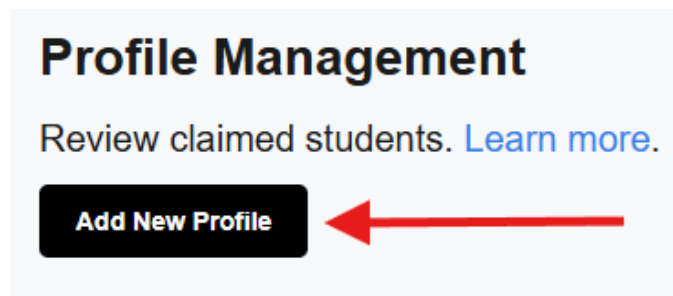 Profile Management
Review claimed students. Learn more.
Add New Profile